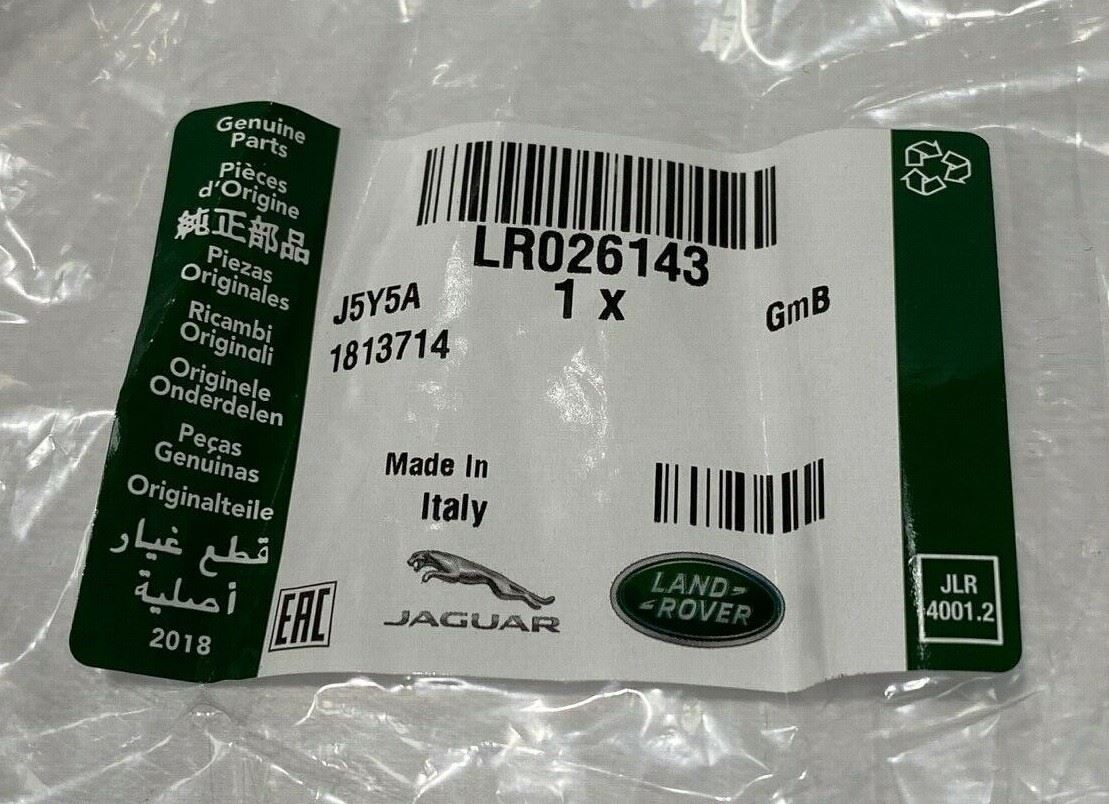 Genuine
Parts
Pièces
d'Origine
純正部品
Piezas
Originales
Ricambi
Originali
Originele
Onderdelen
Peças
Genuinas
Originalteile
قطع غيار
أصلية
2018
LR026143
1 x
J5Y5A
1813714
GmB
Made In
Italy
EAC
JAGUAR
LAND-
-ROVER
JLR
4001.2